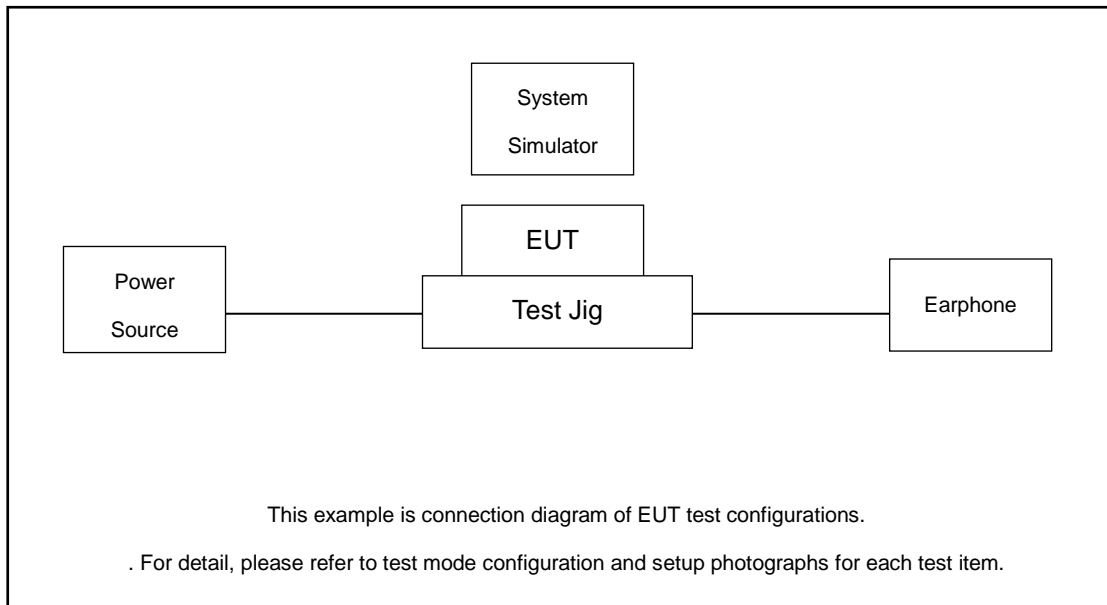 System
Simulator
EUT
Power
Source
Test Jig
Earphone
This example is connection diagram of EUT test configurations.
. For detail, please refer to test mode configuration and setup photographs for each test item.